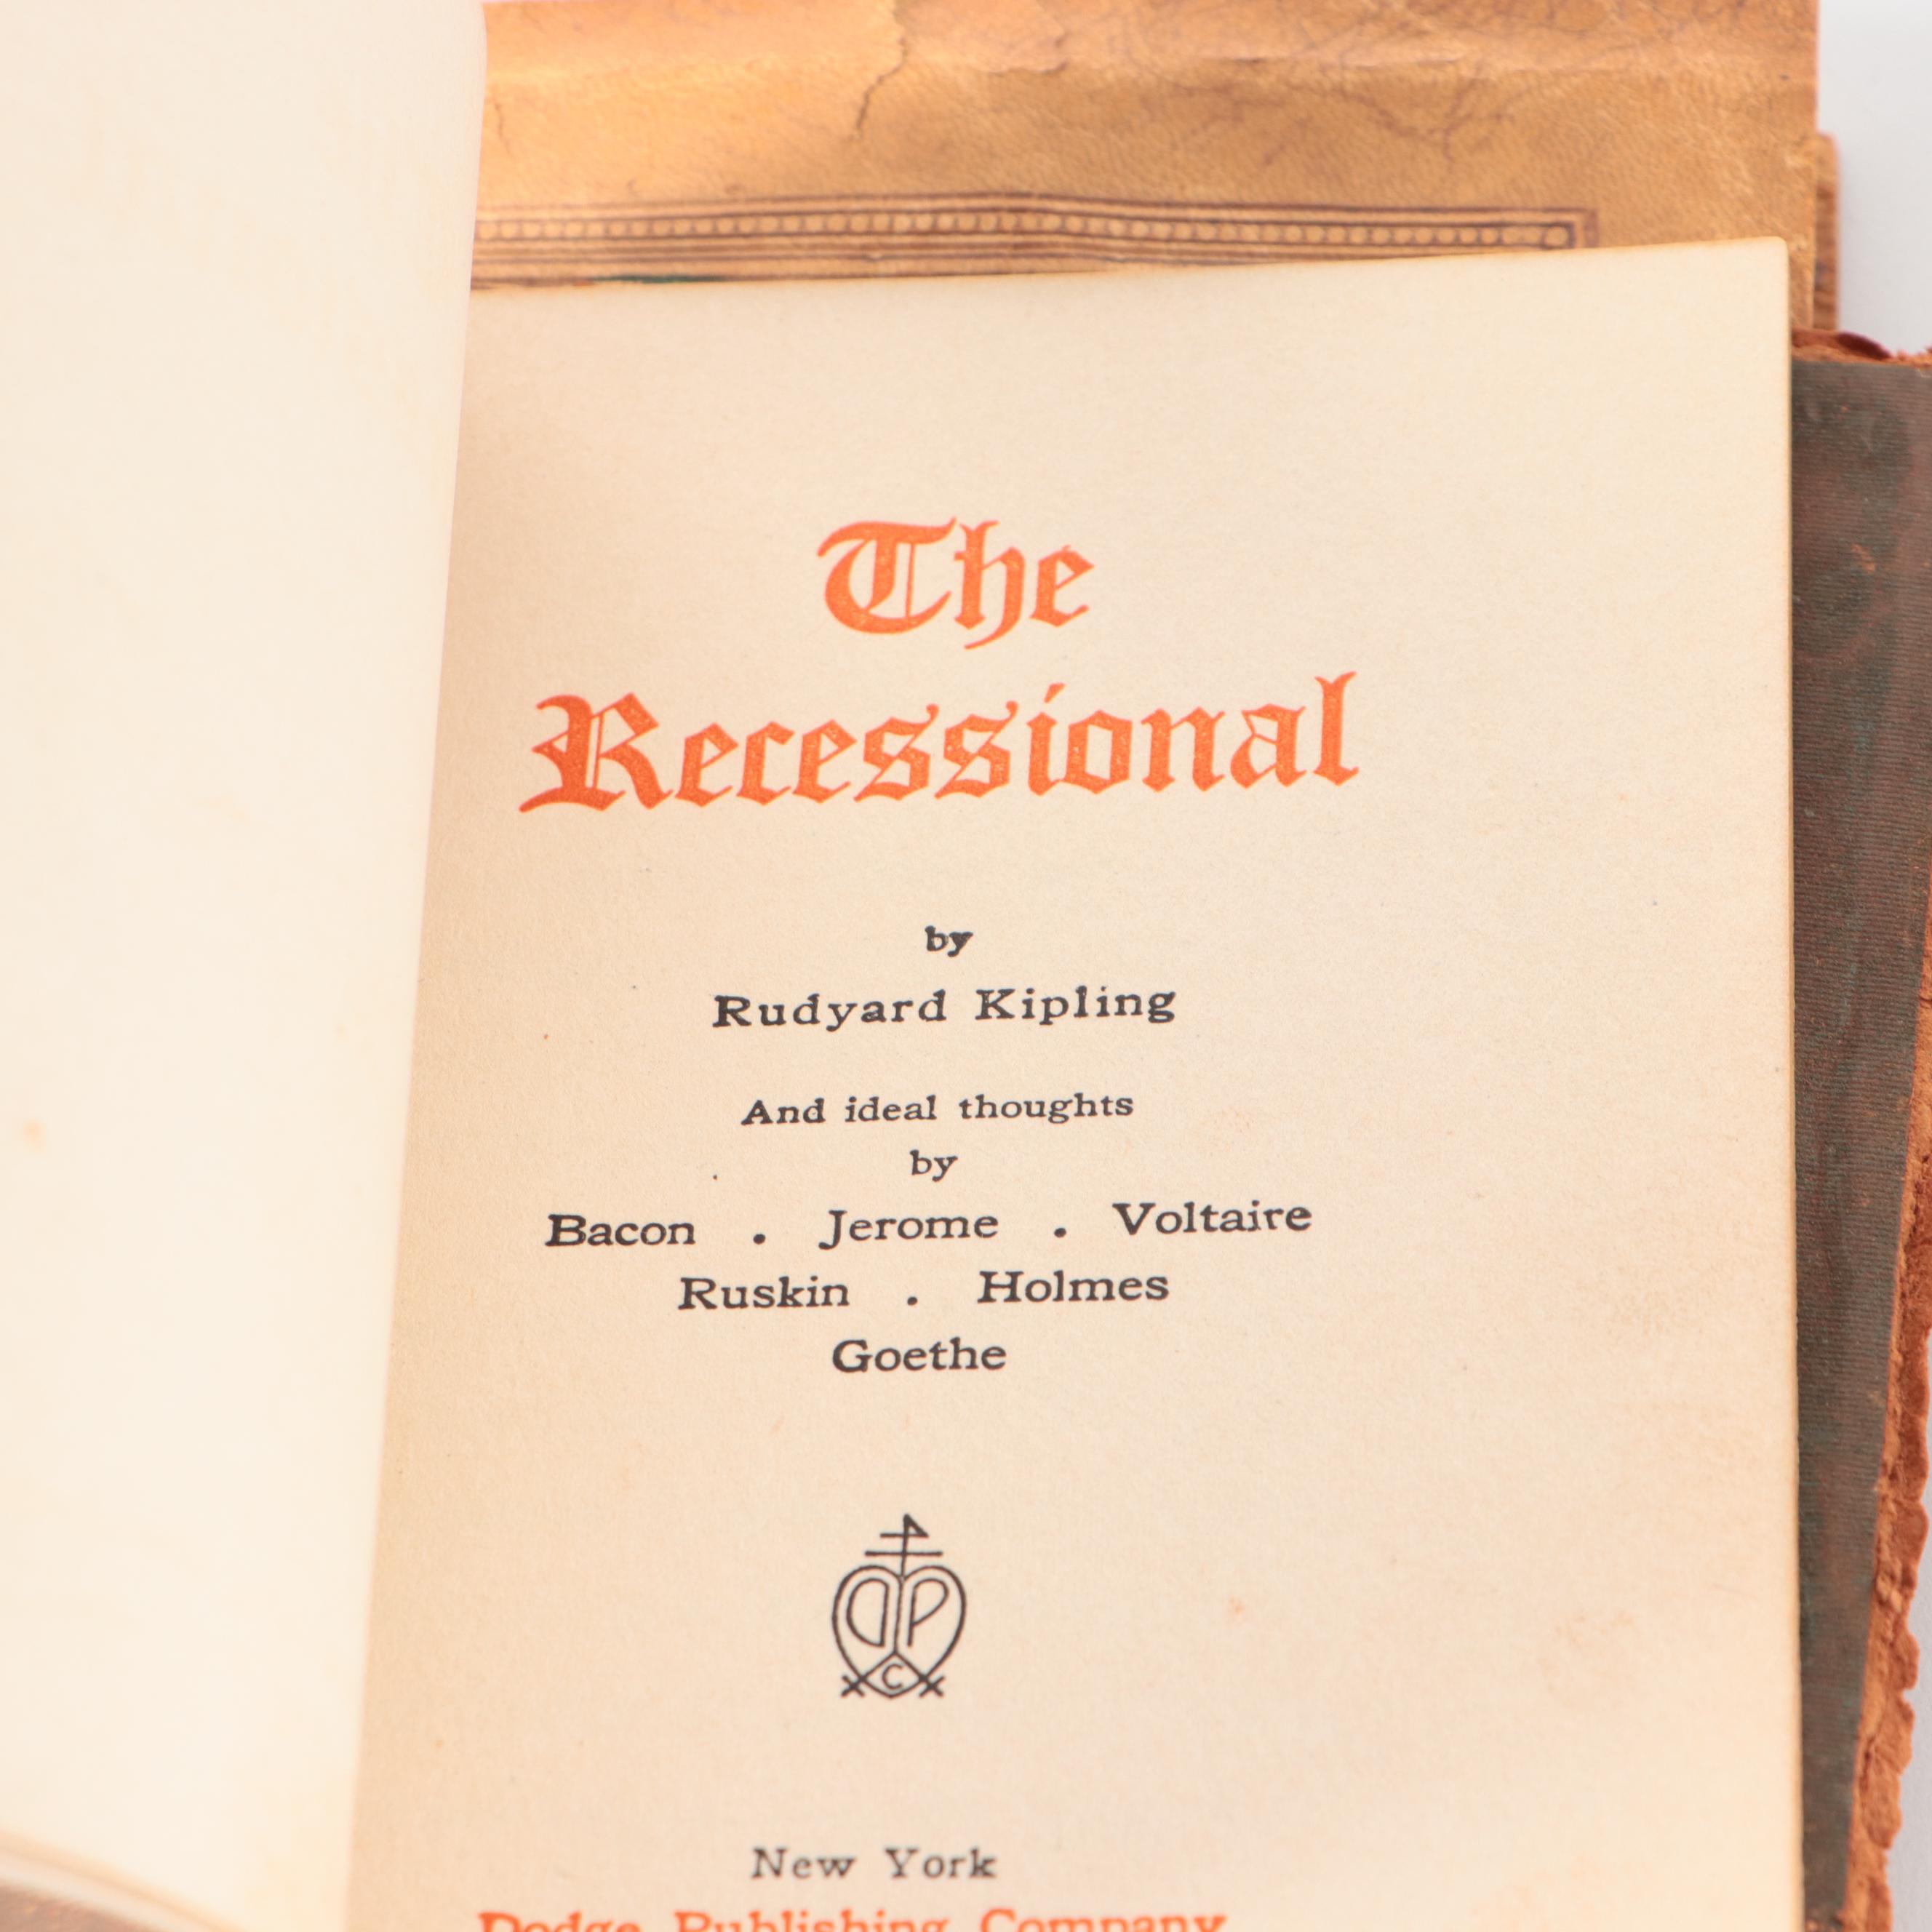 The
Recessional
by
Rudyard Kipling
And ideal thoughts
by
Bacon . Jerome . Voltaire
Ruskin . Holmes
Goethe
D P
C
New York
Dodge Publishing Company